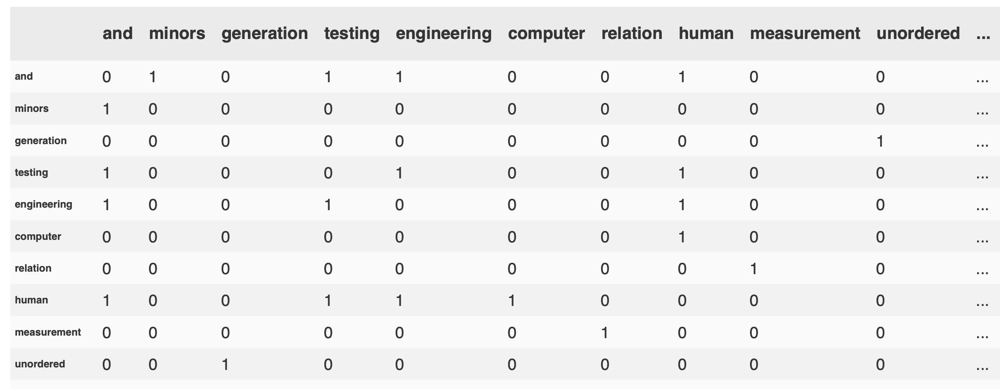 and minors generation testing engineering computer relation human measurement unordered ...
and 0 1 0 1 1 0 0 1 0 0 ...
minors 1 0 0 0 0 0 0 0 0 0 ...
generation 0 0 0 0 0 0 0 0 0 1 ...
testing 1 0 0 0 1 0 0 1 0 0 ...
engineering 1 0 0 1 0 0 0 1 0 0 ...
computer 0 0 0 0 0 0 0 1 0 0 ...
relation 0 0 0 0 0 0 0 0 1 0 ...
human 1 0 0 1 1 1 0 0 0 0 ...
measurement 0 0 0 0 0 0 1 0 0 0 ...
unordered 0 0 1 0 0 0 0 0 0 0 ...